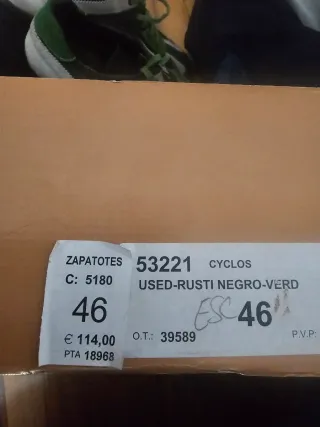 ZAPATOTES
C: 5180
46
€ 114,00
PTA 18968
53221 CYCLOS
USED-RUSTI NEGRO-VERD
ESC 46
O.T.: 39589 P.V.P: